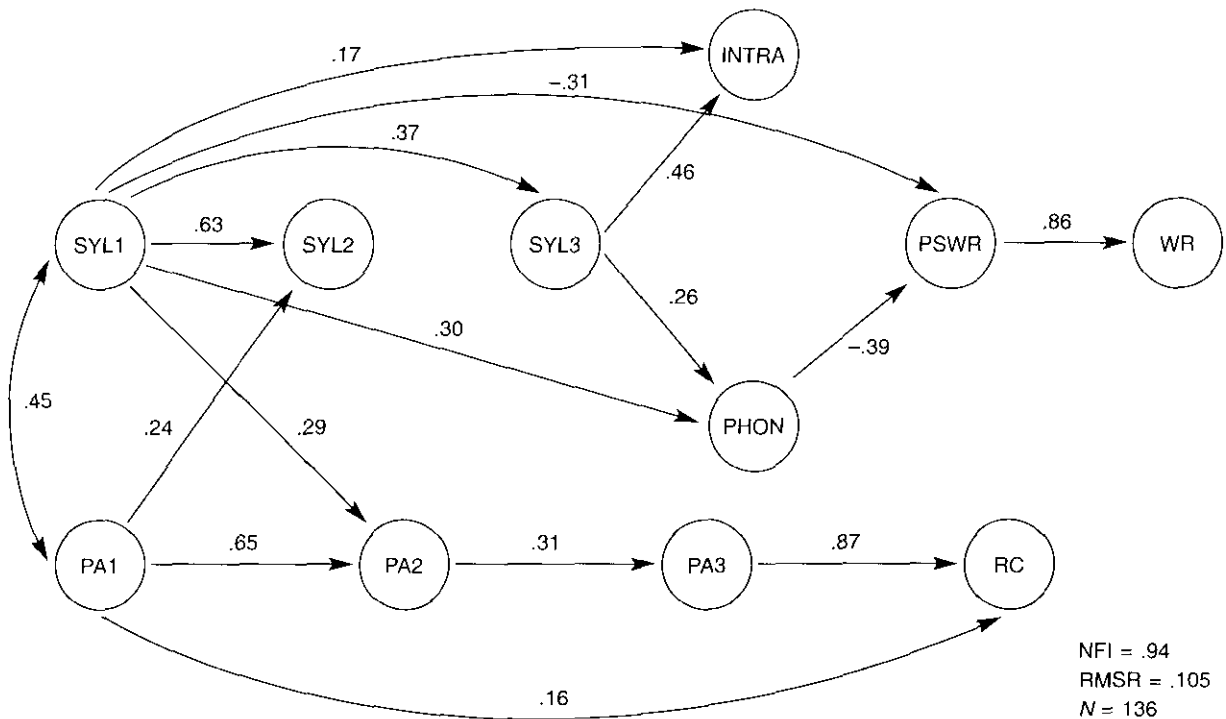 INTRA
.17
–.31
.37
.46
SYL1
.63
SYL2
SYL3
PSWR
.86
WR
.26
.30
–.39
.45
.24
.29
PHON
PA1
.65
PA2
.31
PA3
.87
RC
.16
NFI = .94
RMSR = .105
N = 136